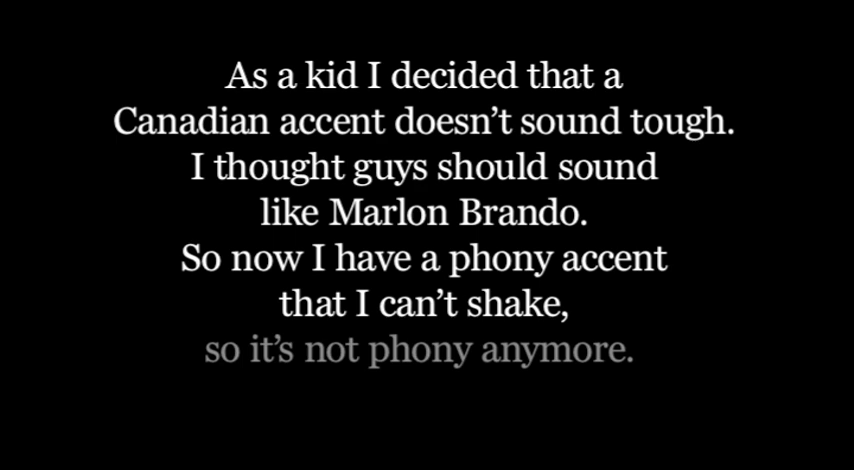 As a kid I decided that a
Canadian accent doesn’t sound tough.
I thought guys should sound
like Marlon Brando.
So now I have a phony accent
that I can’t shake,
so it’s not phony anymore.